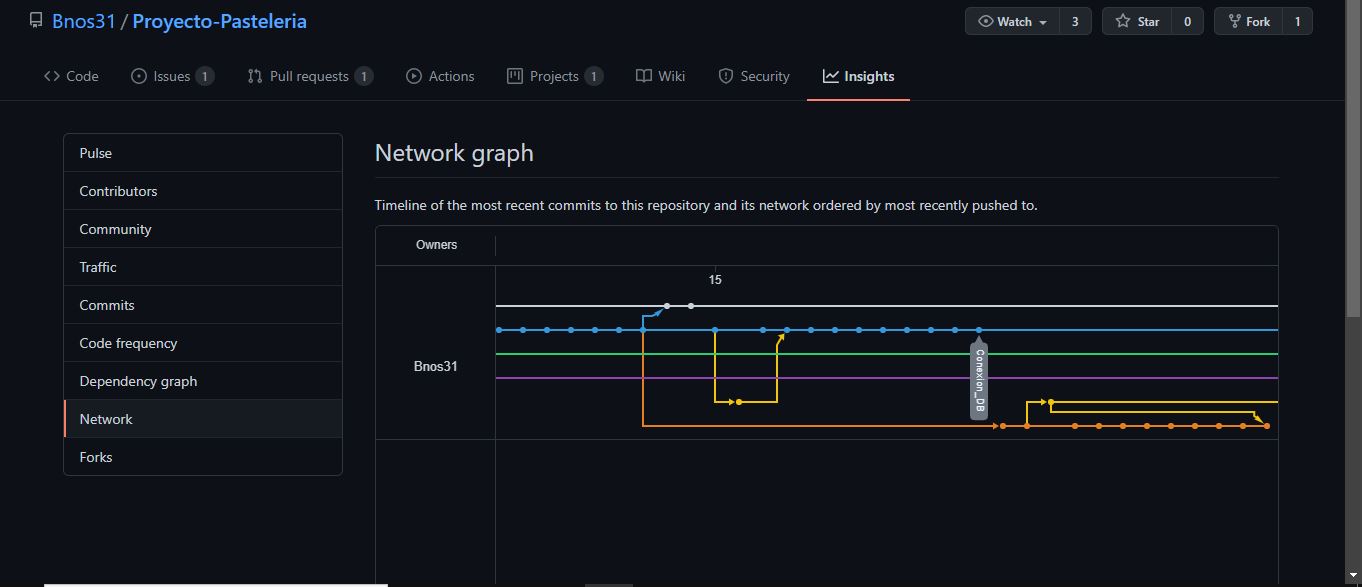 Bnos31 / Proyecto-Pasteleria
Watch 3 Star 0 Fork 1
Code Issues 1 Pull requests 1 Actions Projects 1 Wiki Security Insights
Pulse
Contributors
Community
Traffic
Commits
Code frequency
Dependency graph
Network
Forks
Network graph
Timeline of the most recent commits to this repository and its network ordered by most recently pushed to.
Owners
15
Bnos31
Conexion_DB